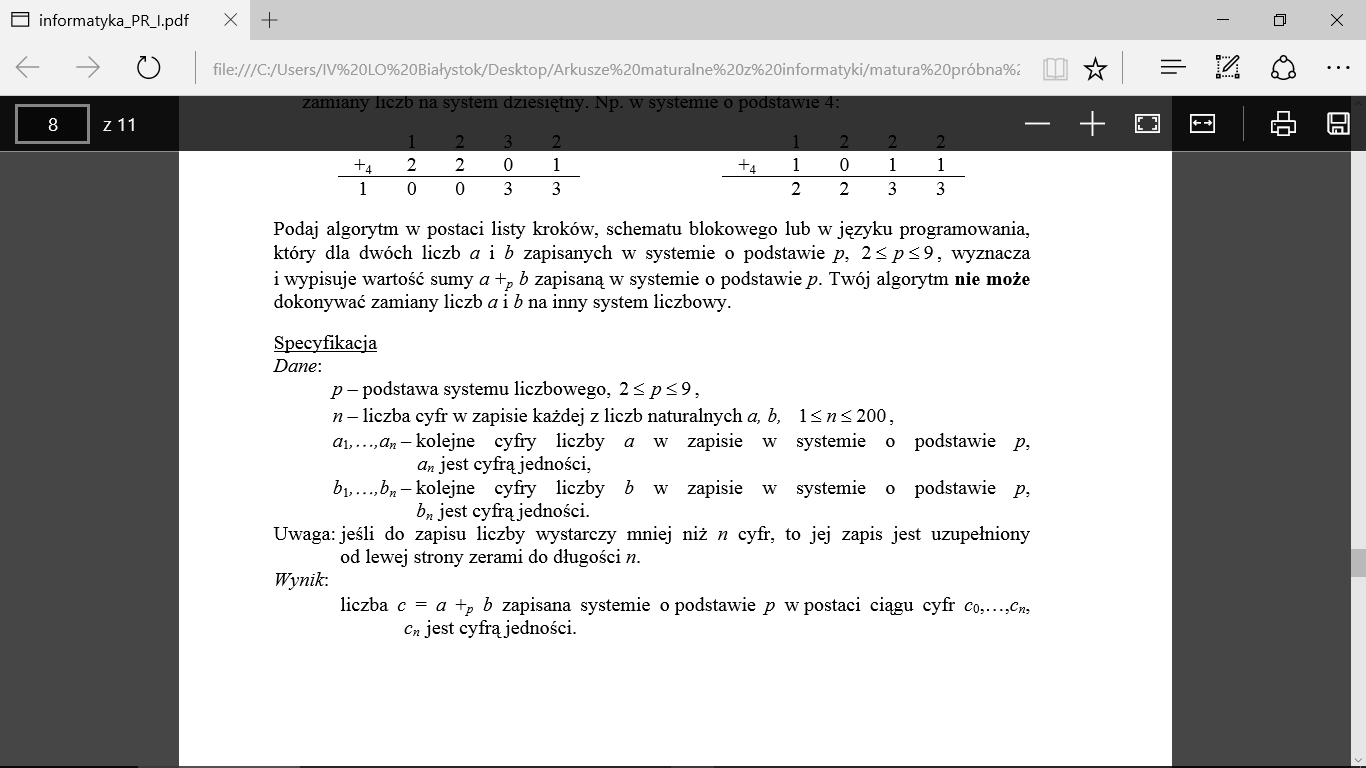 informatyka_PR_I.pdf
file:///C:/Users/IV%20LO%20Białystok/Desktop/Arkusze%20maturalne%20z%20informatyki/matura%20próbna%2
8 z 11
zamiany liczb na system dziesiętny. Np. w systemie o podstawie 4:
1 2 3 2 1 2 2 2
+4 2 2 0 1 +4 1 0 1 1
1 0 0 3 3 2 2 3 3
Podaj algorytm w postaci listy kroków, schematu blokowego lub w języku programowania,
który dla dwóch liczb a i b zapisanych w systemie o podstawie p, 2 ≤ p ≤ 9, wyznacza
i wypisuje wartość sumy a +p b zapisaną w systemie o podstawie p. Twój algorytm nie może
dokonywać zamiany liczb a i b na inny system liczbowy.
Specyfikacja
Dane:
p – podstawa systemu liczbowego, 2 ≤ p ≤ 9,
n – liczba cyfr w zapisie każdej z liczb naturalnych a, b, 1 ≤ n ≤ 200,
a1,…,an – kolejne cyfry liczby a w zapisie w systemie o podstawie p,
an jest cyfrą jedności,
b1,…,bn – kolejne cyfry liczby b w zapisie w systemie o podstawie p,
bn jest cyfrą jedności.
Uwaga: jeśli do zapisu liczby wystarczy mniej niż n cyfr, to jej zapis jest uzupełniony
od lewej strony zerami do długości n.
Wynik:
liczba c = a +p b zapisana systemie o podstawie p w postaci ciągu cyfr c0,…,cn,
cn jest cyfrą jedności.